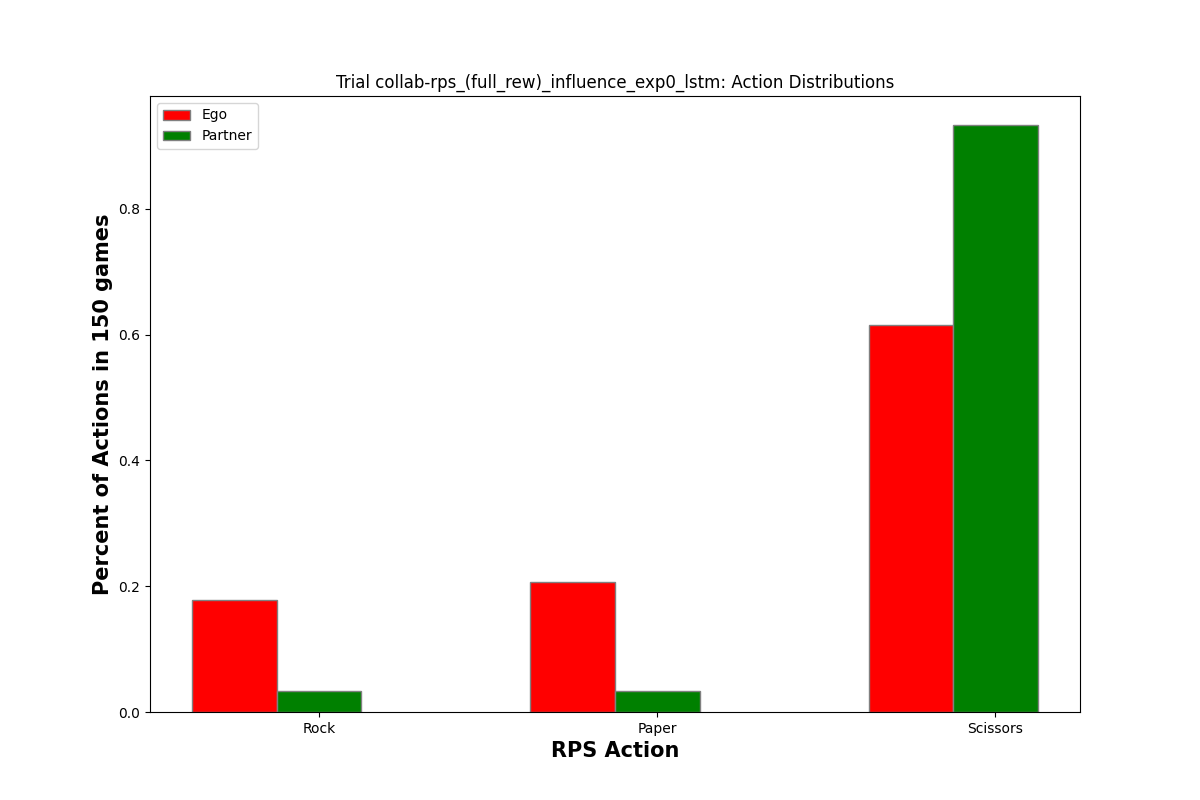 Trial collab-rps_(full_rew)_influence_exp0_lstm: Action Distributions
Ego
Partner
Percent of Actions in 150 games
0.8
0.6
0.4
0.2
0.0
Rock Paper Scissors
RPS Action